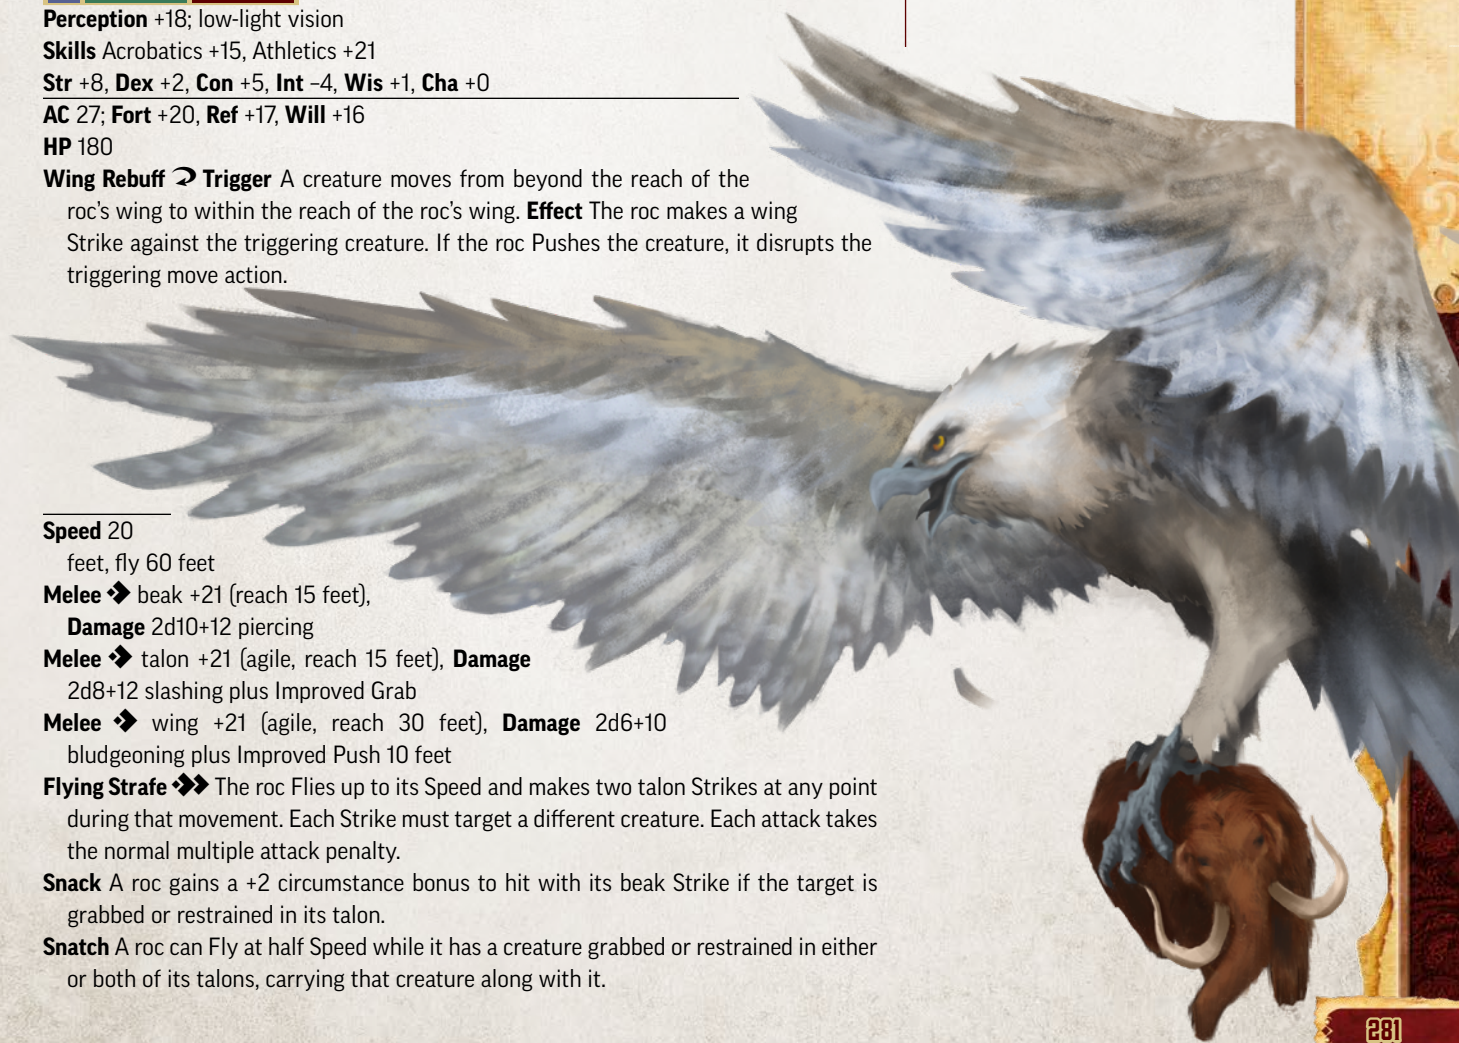 Perception +18; low-light vision
Skills Acrobatics +15, Athletics +21
Str +8, Dex +2, Con +5, Int –4, Wis +1, Cha +0
AC 27; Fort +20, Ref +17, Will +16
HP 180
Wing Rebuff Trigger A creature moves from beyond the reach of the
roc’s wing to within the reach of the roc’s wing. Effect The roc makes a wing
Strike against the triggering creature. If the roc Pushes the creature, it disrupts the
triggering move action.
Speed 20
feet, fly 60 feet
Melee beak +21 (reach 15 feet),
Damage 2d10+12 piercing
Melee talon +21 (agile, reach 15 feet), Damage
2d8+12 slashing plus Improved Grab
Melee wing +21 (agile, reach 30 feet), Damage 2d6+10
bludgeoning plus Improved Push 10 feet
Flying Strafe The roc Flies up to its Speed and makes two talon Strikes at any point
during that movement. Each Strike must target a different creature. Each attack takes
the normal multiple attack penalty.
Snack A roc gains a +2 circumstance bonus to hit with its beak Strike if the target is
grabbed or restrained in its talon.
Snatch A roc can Fly at half Speed while it has a creature grabbed or restrained in either
or both of its talons, carrying that creature along with it.
281